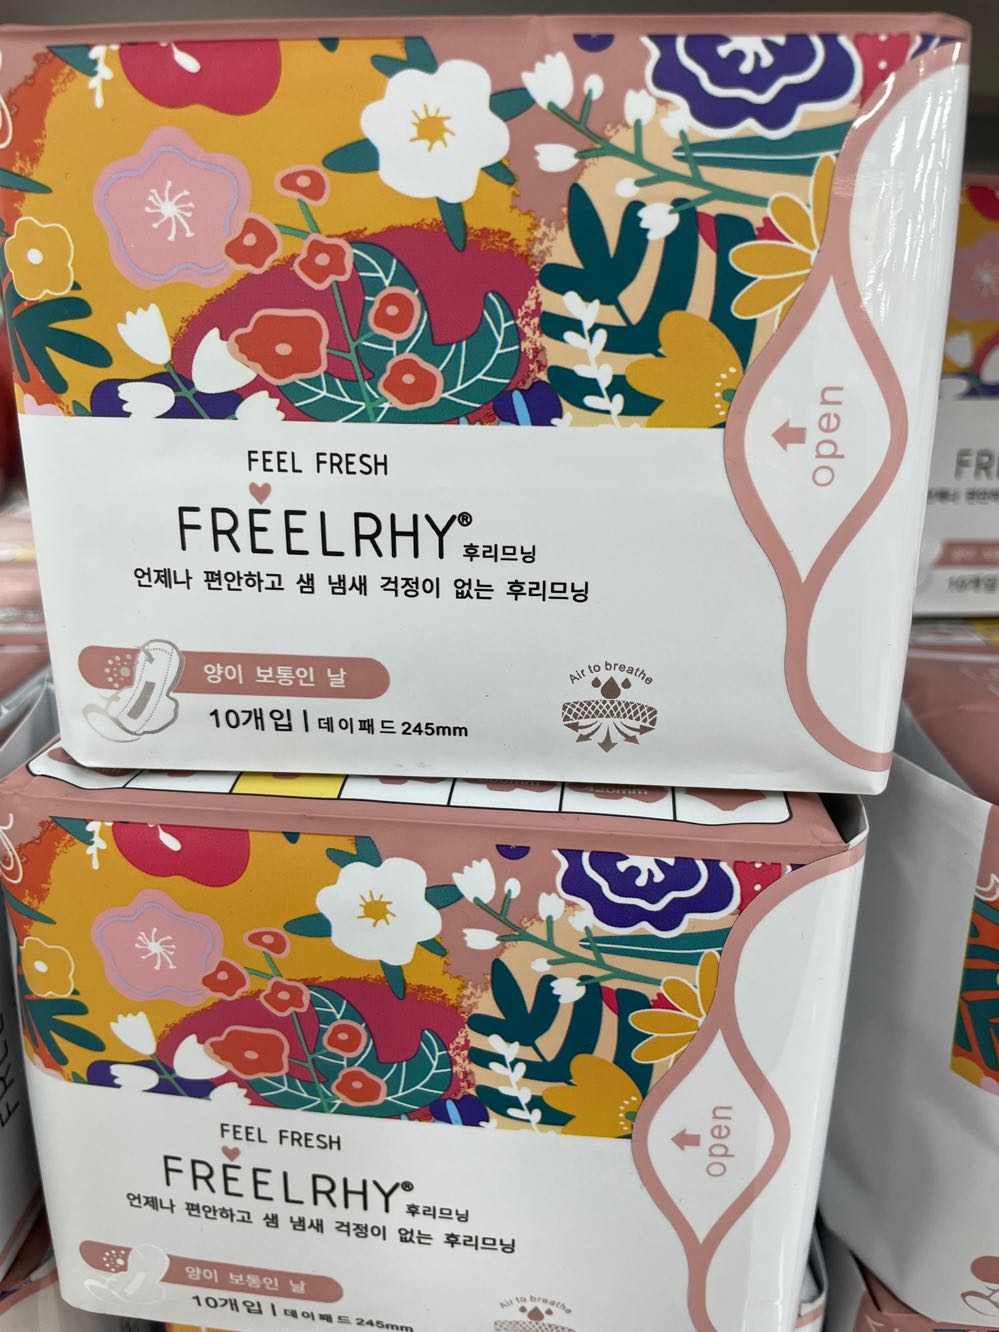 FEEL FRESH
FREELRHY® 후리므닝
언제나 편안하고 샘 냄새 걱정이 없는 후리므닝
양이 보통인 날
10개입 | 데이패드 245mm
Air to breathe
open
420mm
FEEL FRESH
FREELRHY® 후리므닝
언제나 편안하고 샘 냄새 걱정이 없는 후리므닝
양이 보통인 날
10개입 | 데이패드 245mm
Air to breathe
open